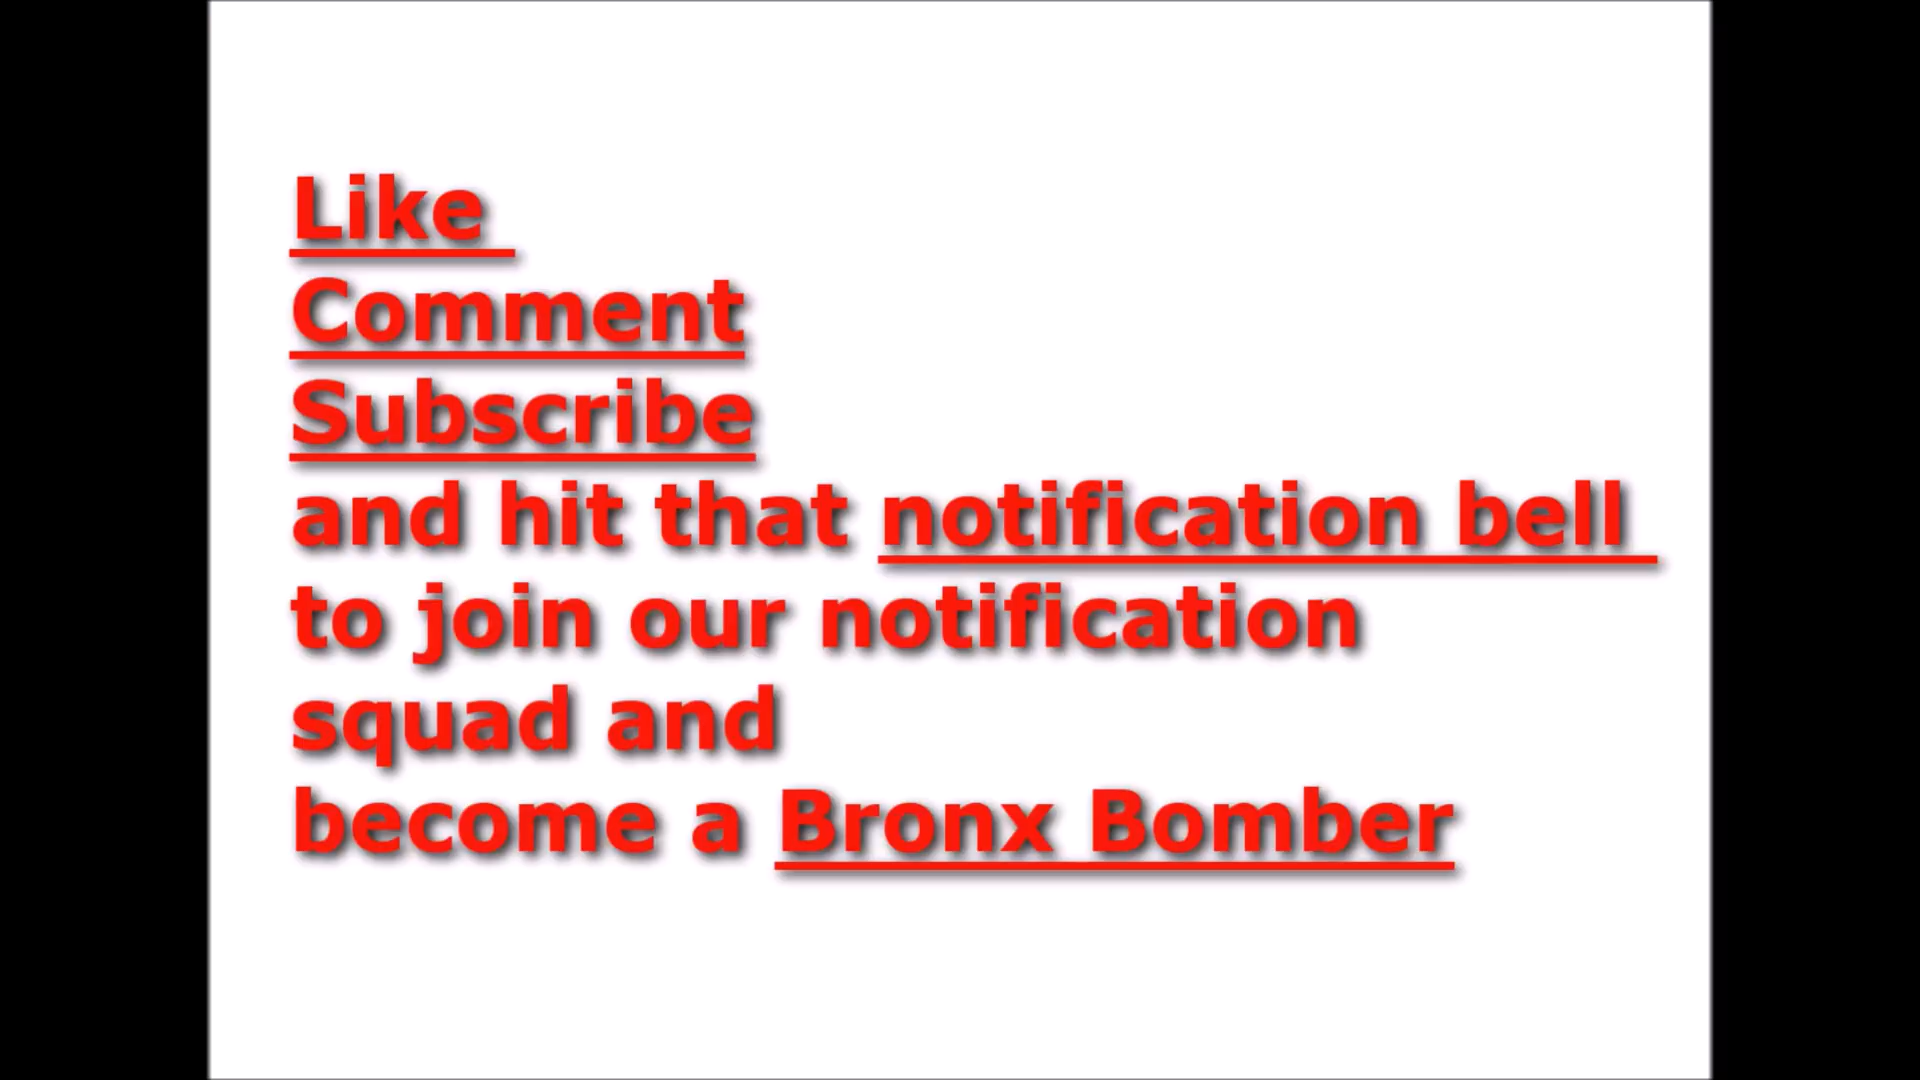 Like
Comment
Subscribe
and hit that notification bell
to join our notification
squad and
become a Bronx Bomber